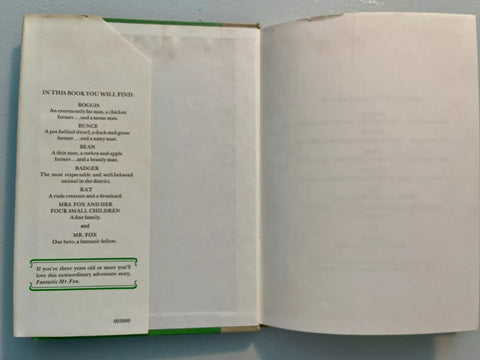 IN THIS BOOK YOU WILL FIND:
BOGGIS
An enormously fat man, a chicken
farmer...and a mean man.
BUNCE
A pot-bellied dwarf, a duck-and-goose
farmer...and a nasty man.
BEAN
A thin man, a turkey-and-apple
farmer...and a beastly man.
BADGER
The most respectable and well-behaved
animal in the district.
RAT
A rude creature and a drunkard.
MRS. FOX AND HER
FOUR SMALL CHILDREN
A fine family.
and
MR. FOX
Our hero, a fantastic fellow.
If you're three years old or more you'll
love this extraordinary adventure story,
Fantastic Mr. Fox.
005009